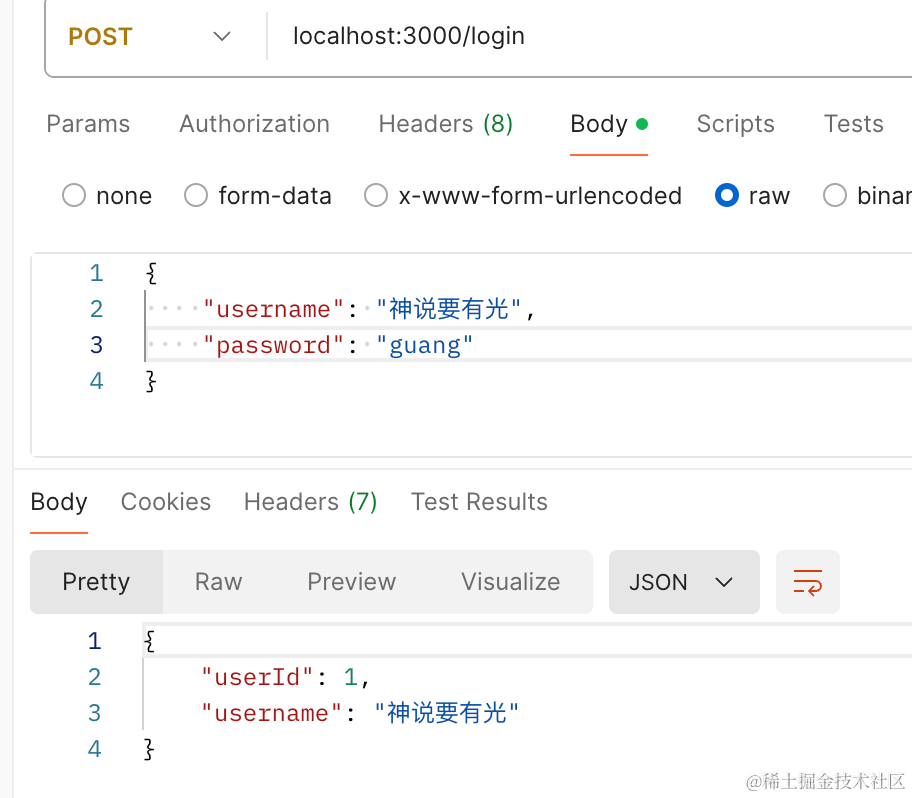 POST localhost:3000/login
Params Authorization Headers (8) Body Scripts Tests
none form-data x-www-form-urlencoded raw binar
1 {
2 "username": "神说要有光",
3 "password": "guang"
4 }
Body Cookies Headers (7) Test Results
Pretty Raw Preview Visualize JSON
1 {
2 "userId": 1,
3 "username": "神说要有光"
4 }
@稀土掘金技术社区